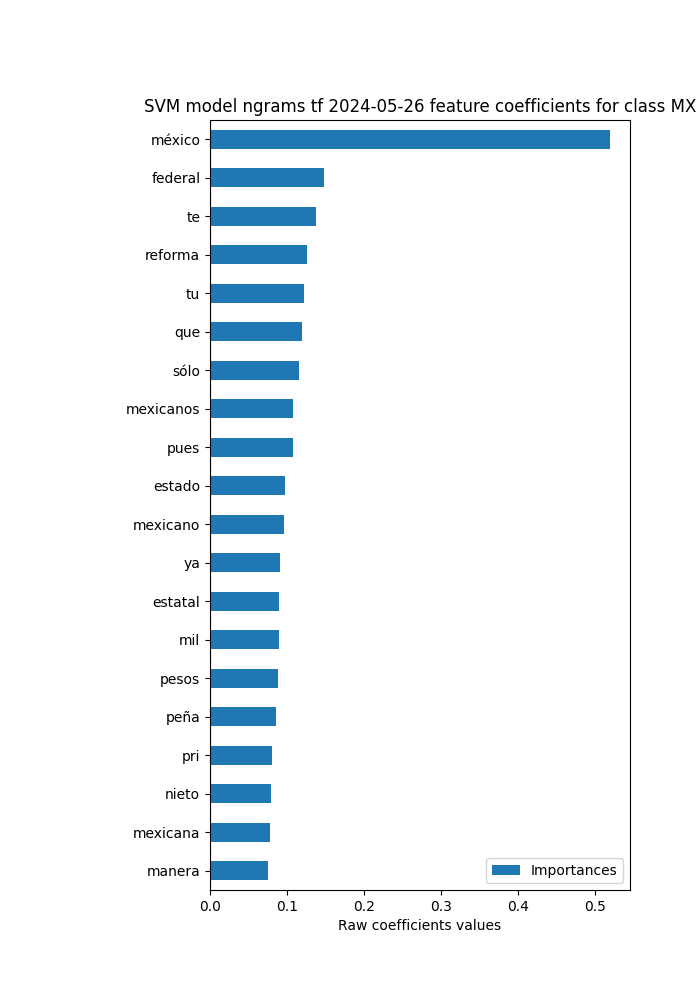 SVM model ngrams tf 2024-05-26 feature coefficients for class MX
méxico
federal
te
reforma
tu
que
sólo
mexicanos
pues
estado
mexicano
ya
estatal
mil
pesos
peña
pri
nieto
mexicana
manera
Importances
0.0 0.1 0.2 0.3 0.4 0.5
Raw coefficients values